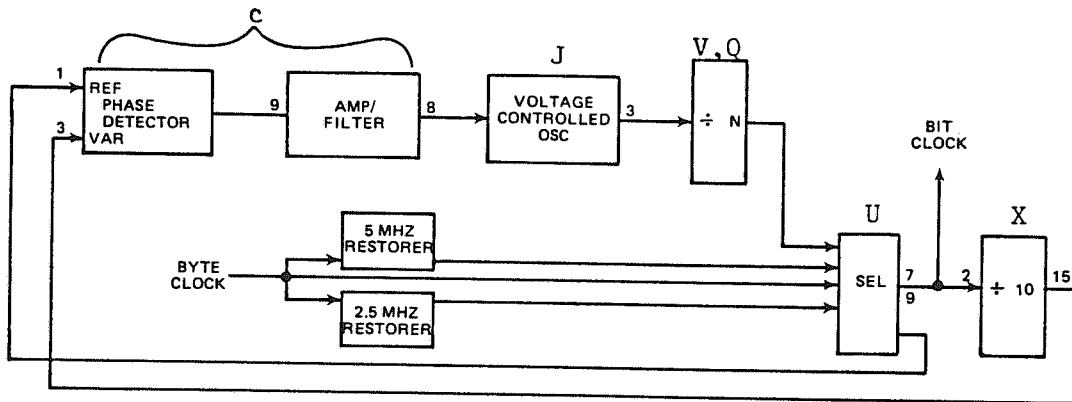 C
J
V,Q
1
REF
PHASE
DETECTOR
3
VAR
9
AMP/
FILTER
8
VOLTAGE
CONTROLLED
OSC
3
÷ N
BIT
CLOCK
U
X
5 MHZ
RESTORER
BYTE
CLOCK
2.5 MHZ
RESTORER
SEL
7
9
2
÷ 10
15